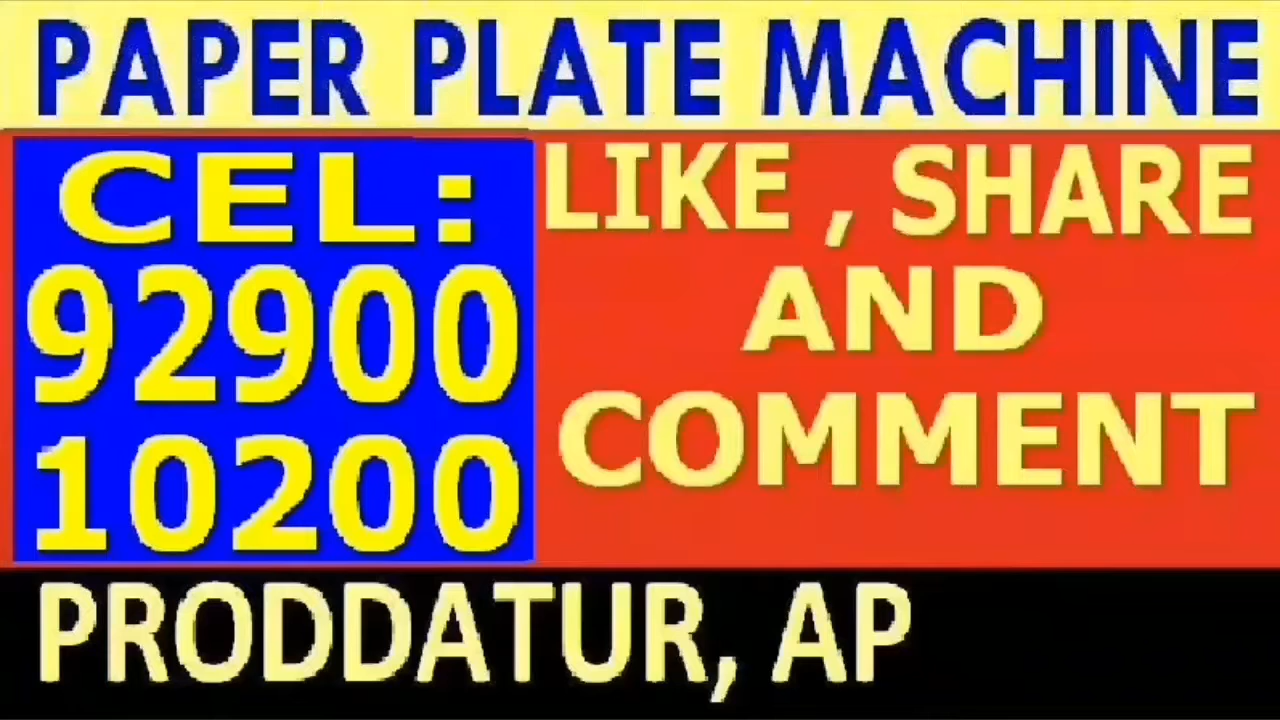 PAPER PLATE MACHINE
CEL:
92900
10200
LIKE , SHARE
AND
COMMENT
PRODDATUR, AP